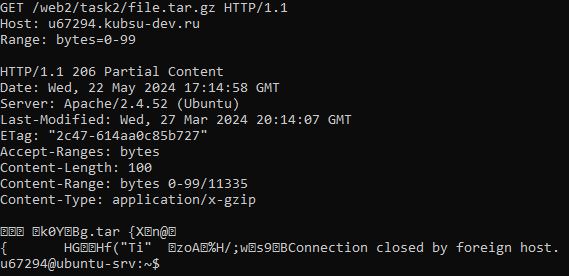 GET /web2/task2/file.tar.gz HTTP/1.1
Host: u67294.kubsu-dev.ru
Range: bytes=0-99
HTTP/1.1 206 Partial Content
Date: Wed, 22 May 2024 17:14:58 GMT
Server: Apache/2.4.52 (Ubuntu)
Last-Modified: Wed, 27 Mar 2024 20:14:07 GMT
ETag: "2c47-614aa0c85b727"
Accept-Ranges: bytes
Content-Length: 100
Content-Range: bytes 0-99/11335
Content-Type: application/x-gzip
k0Y Bg.tar {X n@
{ HG Hf("Ti" zoA %H/;w s9 BConnection closed by foreign host.
u67294@ubuntu-srv:~$